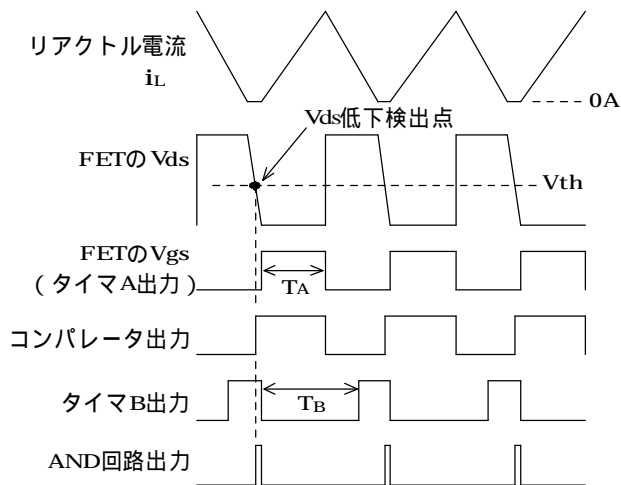 リアクトル電流
iL
0A
Vds低下検出点
FETのVds
Vth
FETのVgs
(タイマA出力)
TA
コンパレータ出力
タイマB出力
TB
AND回路出力